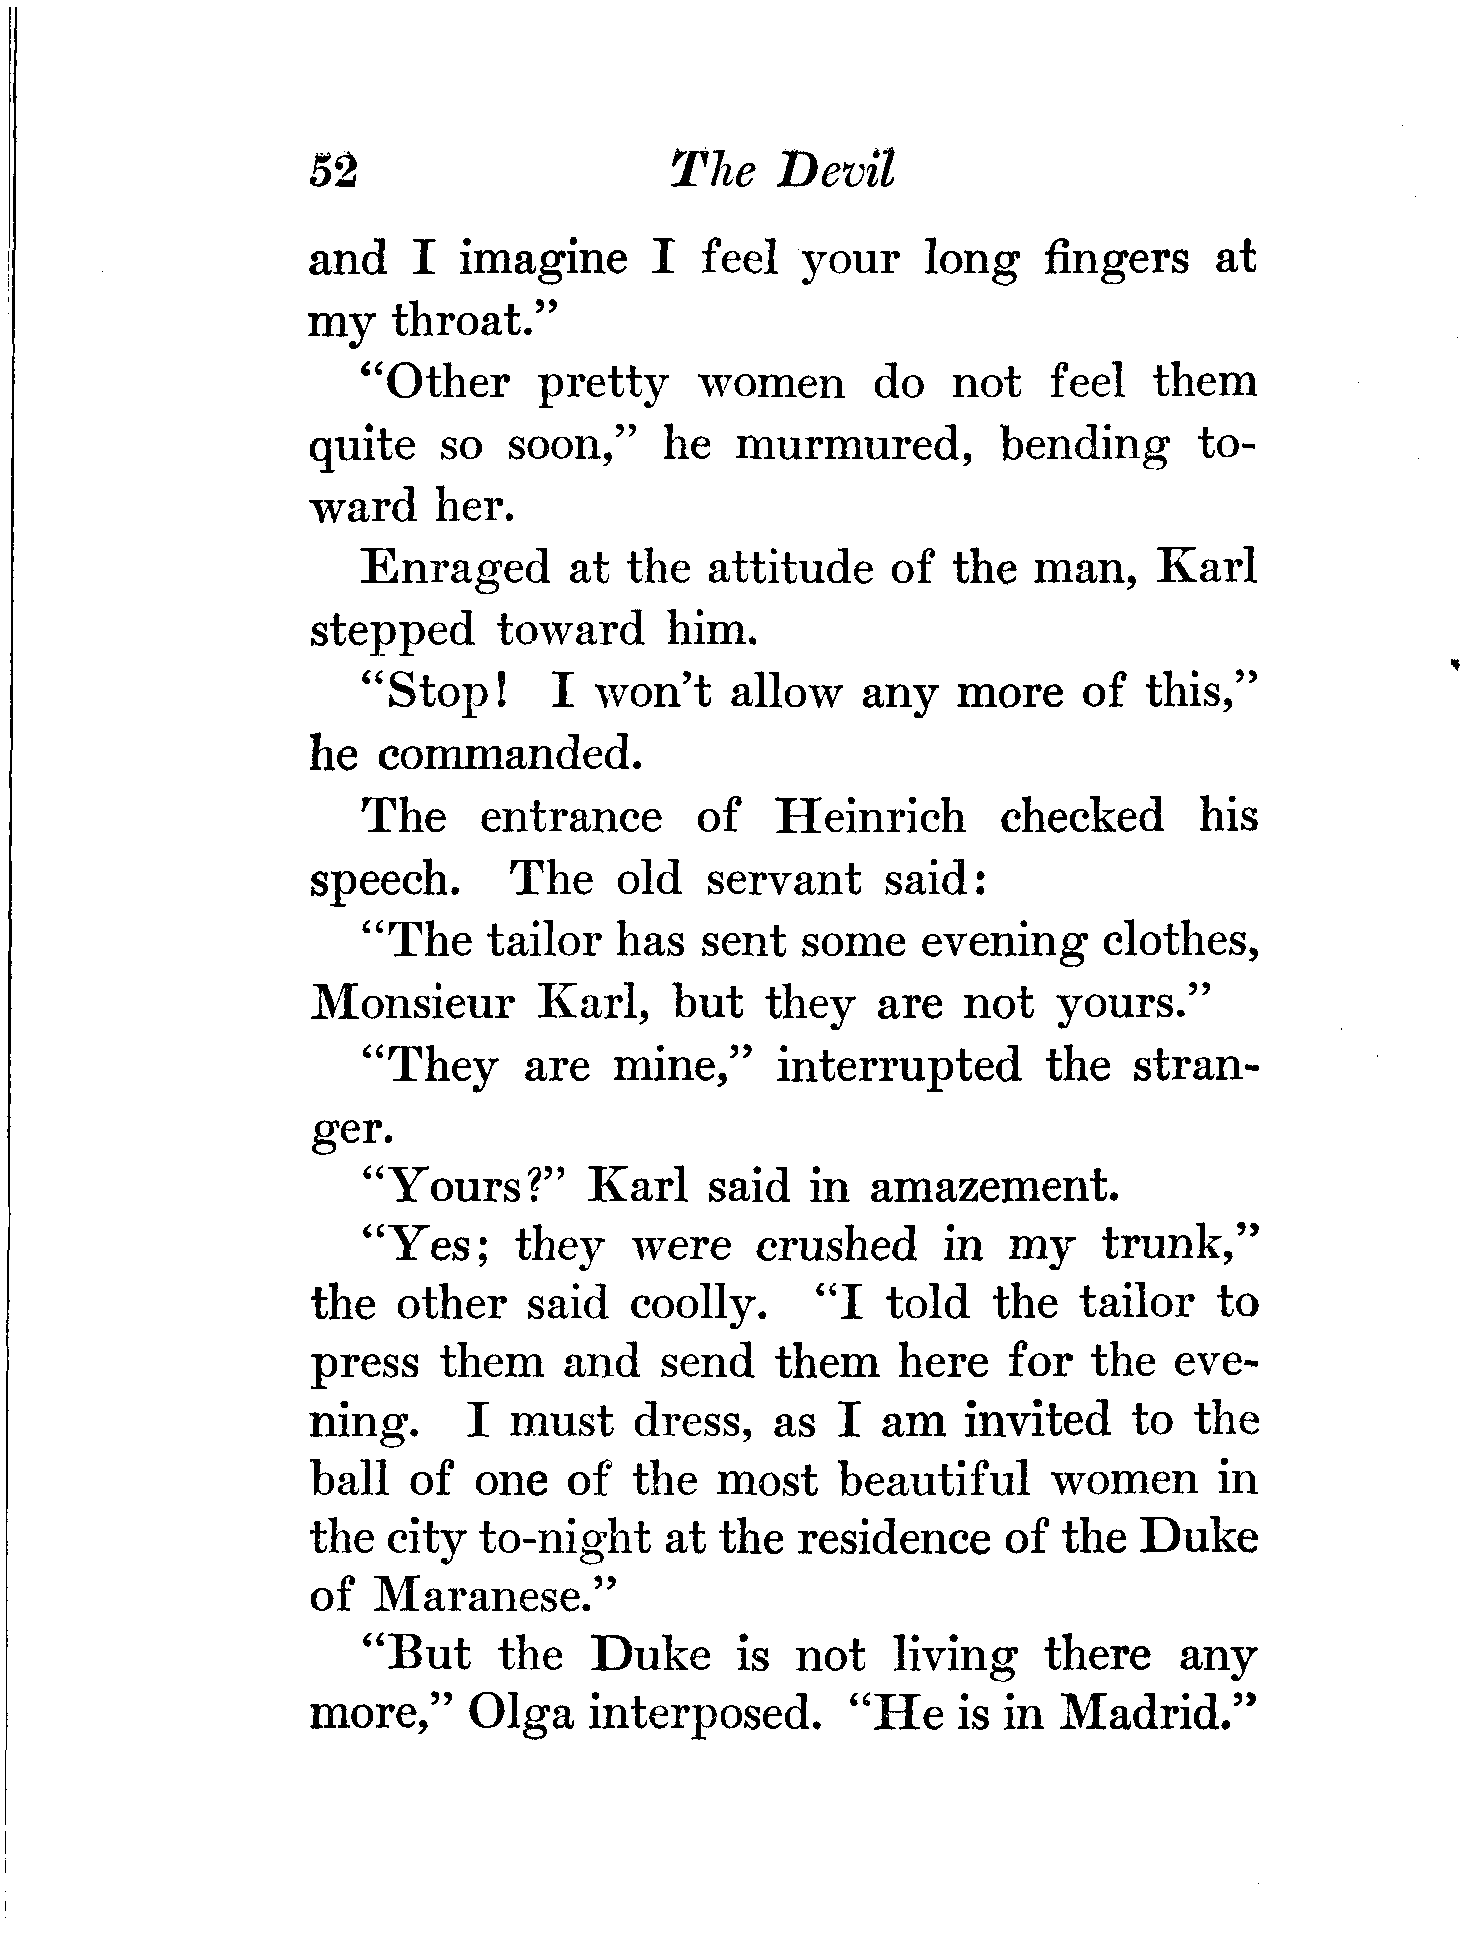 52 The Devil
and I imagine I feel your long fingers at
my throat.”
“Other pretty women do not feel them
quite so soon,” he murmured, bending to-
ward her.
Enraged at the attitude of the man, Karl
stepped toward him.
“Stop! I won’t allow any more of this,”
he commanded.
The entrance of Heinrich checked his
speech. The old servant said:
“The tailor has sent some evening clothes,
Monsieur Karl, but they are not yours.”
“They are mine,” interrupted the stran-
ger.
“Yours?” Karl said in amazement.
“Yes; they were crushed in my trunk,”
the other said coolly. “I told the tailor to
press them and send them here for the eve-
ning. I must dress, as I am invited to the
ball of one of the most beautiful women in
the city to-night at the residence of the Duke
of Maranese.”
“But the Duke is not living there any
more,” Olga interposed. “He is in Madrid.”